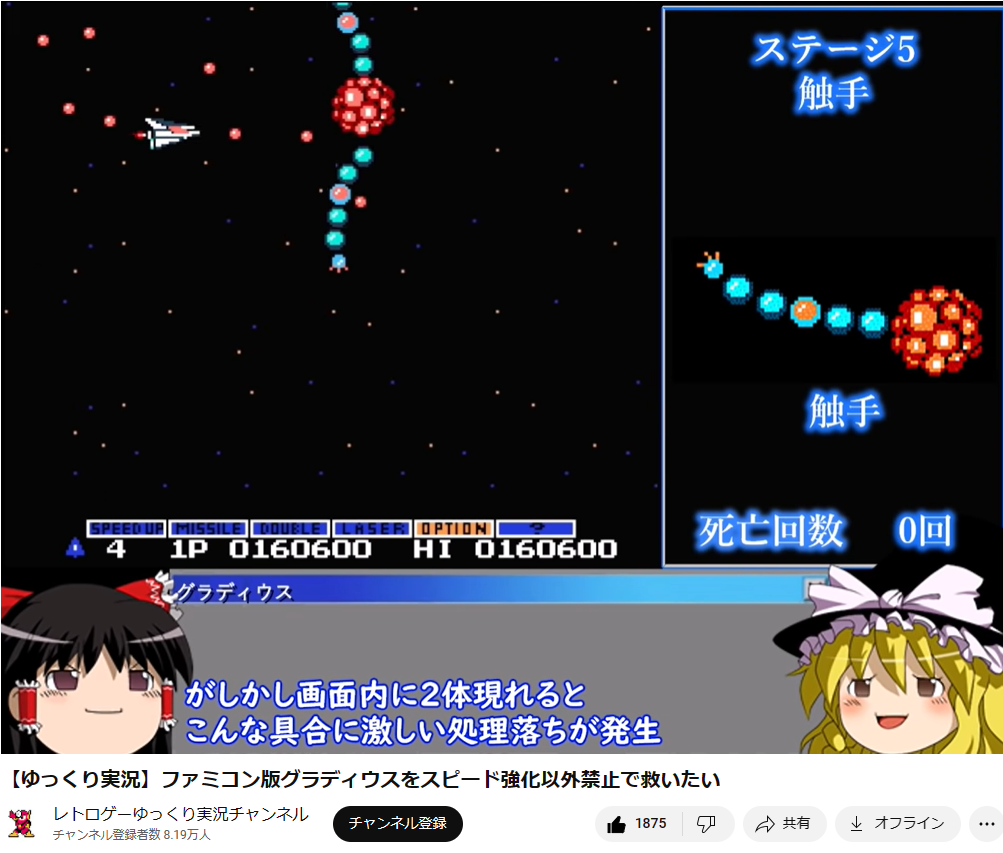 ステージ5
触手
触手
死亡回数 0回
SPEED UP MISSILE DOUBLE LASER OPTION ?
4 1P 0160600 HI 0160600
グラディウス
がしかし画面内に2体現れると
こんな具合に激しい処理落ちが発生
【ゆっくり実況】ファミコン版グラディウスをスピード強化以外禁止で救いたい
レトロゲーゆっくり実況チャンネル
チャンネル登録者数 8.19万人
チャンネル登録
1875
共有
オフライン